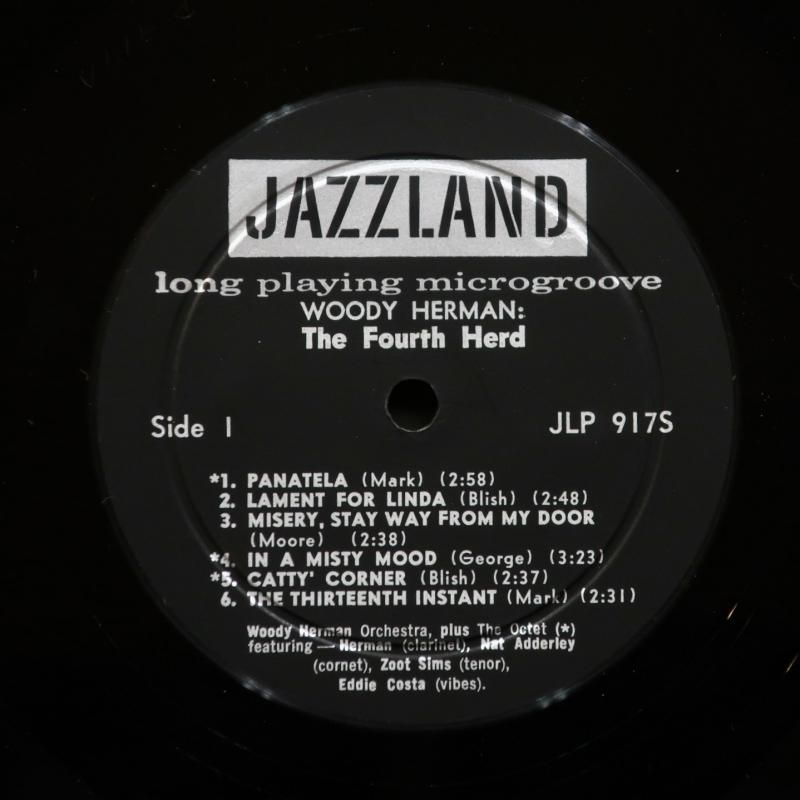 JAZZLAND
long playing microgroove
WOODY HERMAN:
The Fourth Herd
Side 1
JLP 917S
*1. PANATELA (Mark) (2:58)
2. LAMENT FOR LINDA (Blish) (2:48)
3. MISERY, STAY WAY FROM MY DOOR
(Moore) (2:38)
*4. IN A MISTY MOOD (George) (3:23)
*5. CATTY' CORNER (Blish) (2:37)
6. THE THIRTEENTH INSTANT (Mark) (2:31)
Woody Herman Orchestra, plus The Octet (*)
featuring — Herman (clarinet), Nat Adderley
(cornet), Zoot Sims (tenor),
Eddie Costa (vibes).